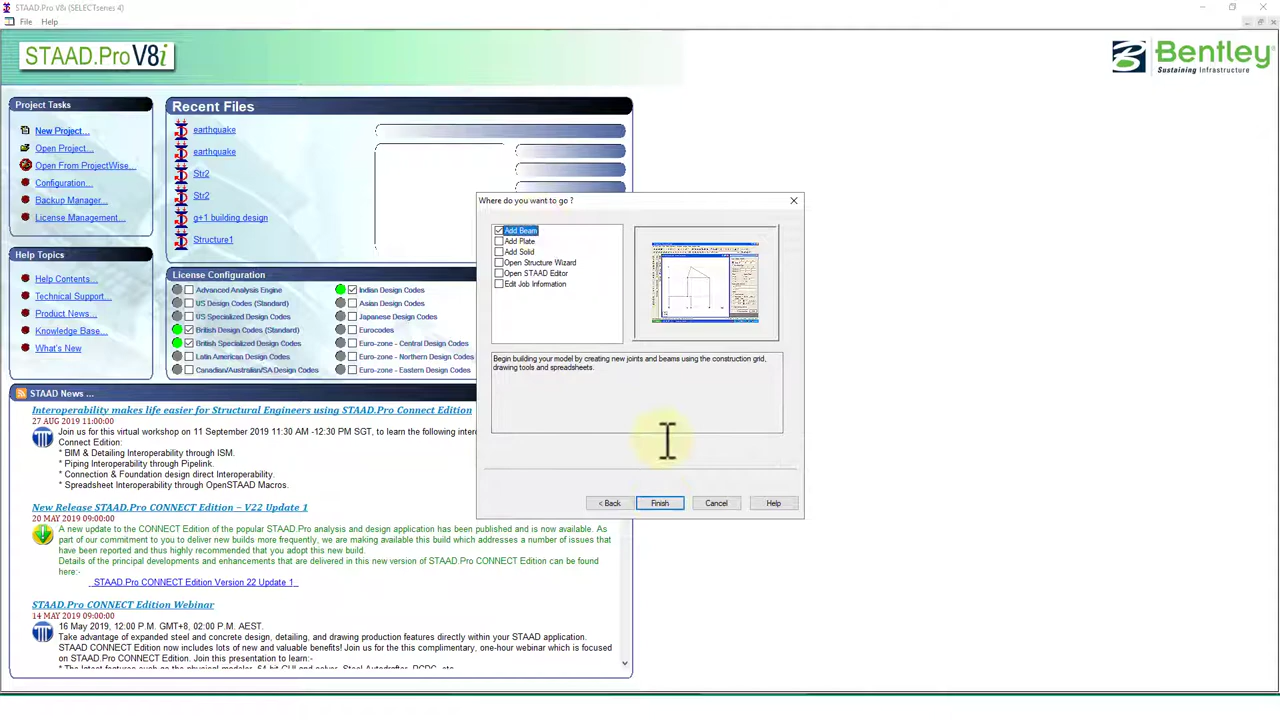 STAAD.Pro V8i (SELECTseries 4)
File Help
STAAD.Pro V8i
Bentley
Sustaining Infrastructure
Project Tasks
New Project...
Open Project...
Open From ProjectWise...
Configuration...
Backup Manager...
License Management...
Help Topics
Help Contents...
Technical Support...
Product News...
Knowledge Base...
What's New
Recent Files
earthquake
earthquake
Str2
Str2
g+1 building design
Structure1
License Configuration
Advanced Analysis Engine
US Design Codes (Standard)
US Specialized Design Codes
British Design Codes (Standard)
British Specialized Design Codes
Latin American Design Codes
Canadian/Australian/SA Design Codes
Indian Design Codes
Asian Design Codes
Japanese Design Codes
Eurocodes
Euro-zone - Central Design Codes
Euro-zone - Northern Design Codes
Euro-zone - Eastern Design Codes
Where do you want to go ?
Add Beam
Add Plate
Add Solid
Open Structure Wizard
Open STAAD Editor
Edit Job Information
Begin building your model by creating new joints and beams using the construction grid,
drawing tools and spreadsheets.
< Back
Finish
Cancel
Help
STAAD News ...
Interoperability makes life easier for Structural Engineers using STAAD.Pro Connect Edition
27 AUG 2019 11:00:00
Join us for this virtual workshop on 11 September 2019 11:30 AM -12:30 PM SGT, to learn the following
Connect Edition:
* BIM & Detailing Interoperability through ISM.
* Piping Interoperability through Pipelink.
* Connection & Foundation design direct Interoperability.
* Spreadsheet Interoperability through OpenSTAAD Macros.
New Release STAAD.Pro CONNECT Edition – V22 Update 1
20 MAY 2019 09:00:00
A new update to the CONNECT Edition of the popular STAAD.Pro analysis and design application has been published and is now available. As
part of our commitment to you to deliver new builds more frequently, we are making available this build which addresses a number of issues that
have been reported and thus highly recommended that you adopt this new build.
Details of the principal developments and enhancements that are delivered in this new version of STAAD.Pro CONNECT Edition can be found
here:-
STAAD.Pro CONNECT Edition Version 22 Update 1
STAAD.Pro CONNECT Edition Webinar
14 MAY 2019 09:00:00
16 May 2019, 12:00 P.M. GMT+8, 02:00 P.M. AEST.
Take advantage of expanded steel and concrete design, detailing, and drawing production features directly within your STAAD application.
STAAD CONNECT Edition now includes lots of new and valuable benefits! Join us for the this complimentary, one-hour webinar which is focused
on STAAD.Pro CONNECT Edition. Join this presentation to learn:-